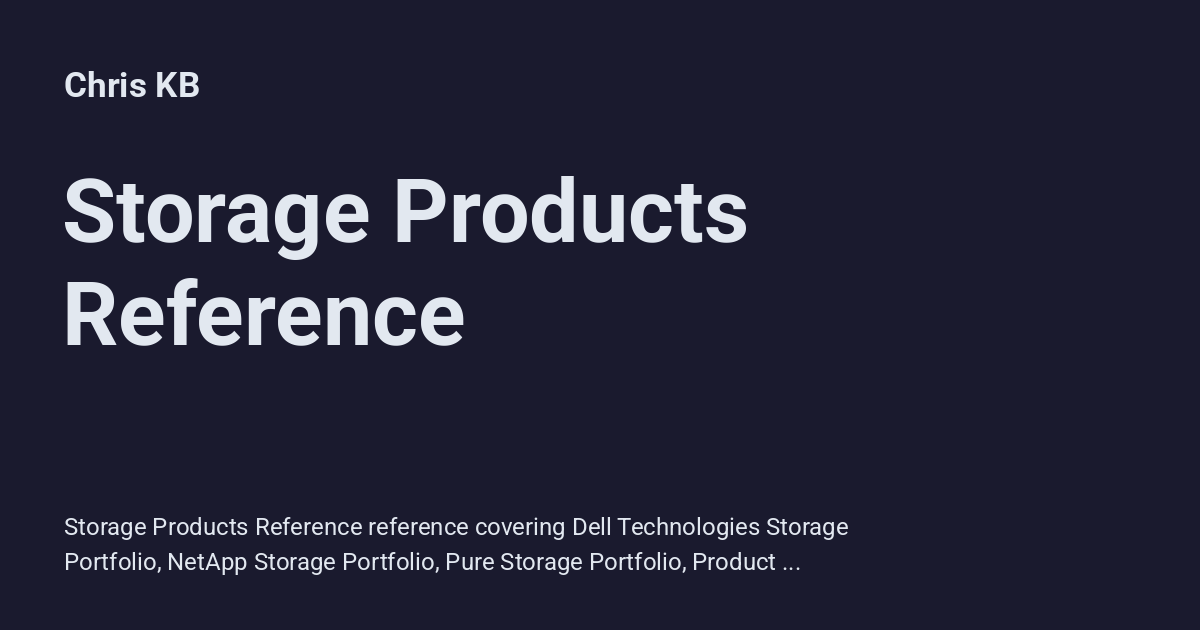 Chris KB
Storage Products
Reference
Storage Products Reference reference covering Dell Technologies Storage
Portfolio, NetApp Storage Portfolio, Pure Storage Portfolio, Product ...